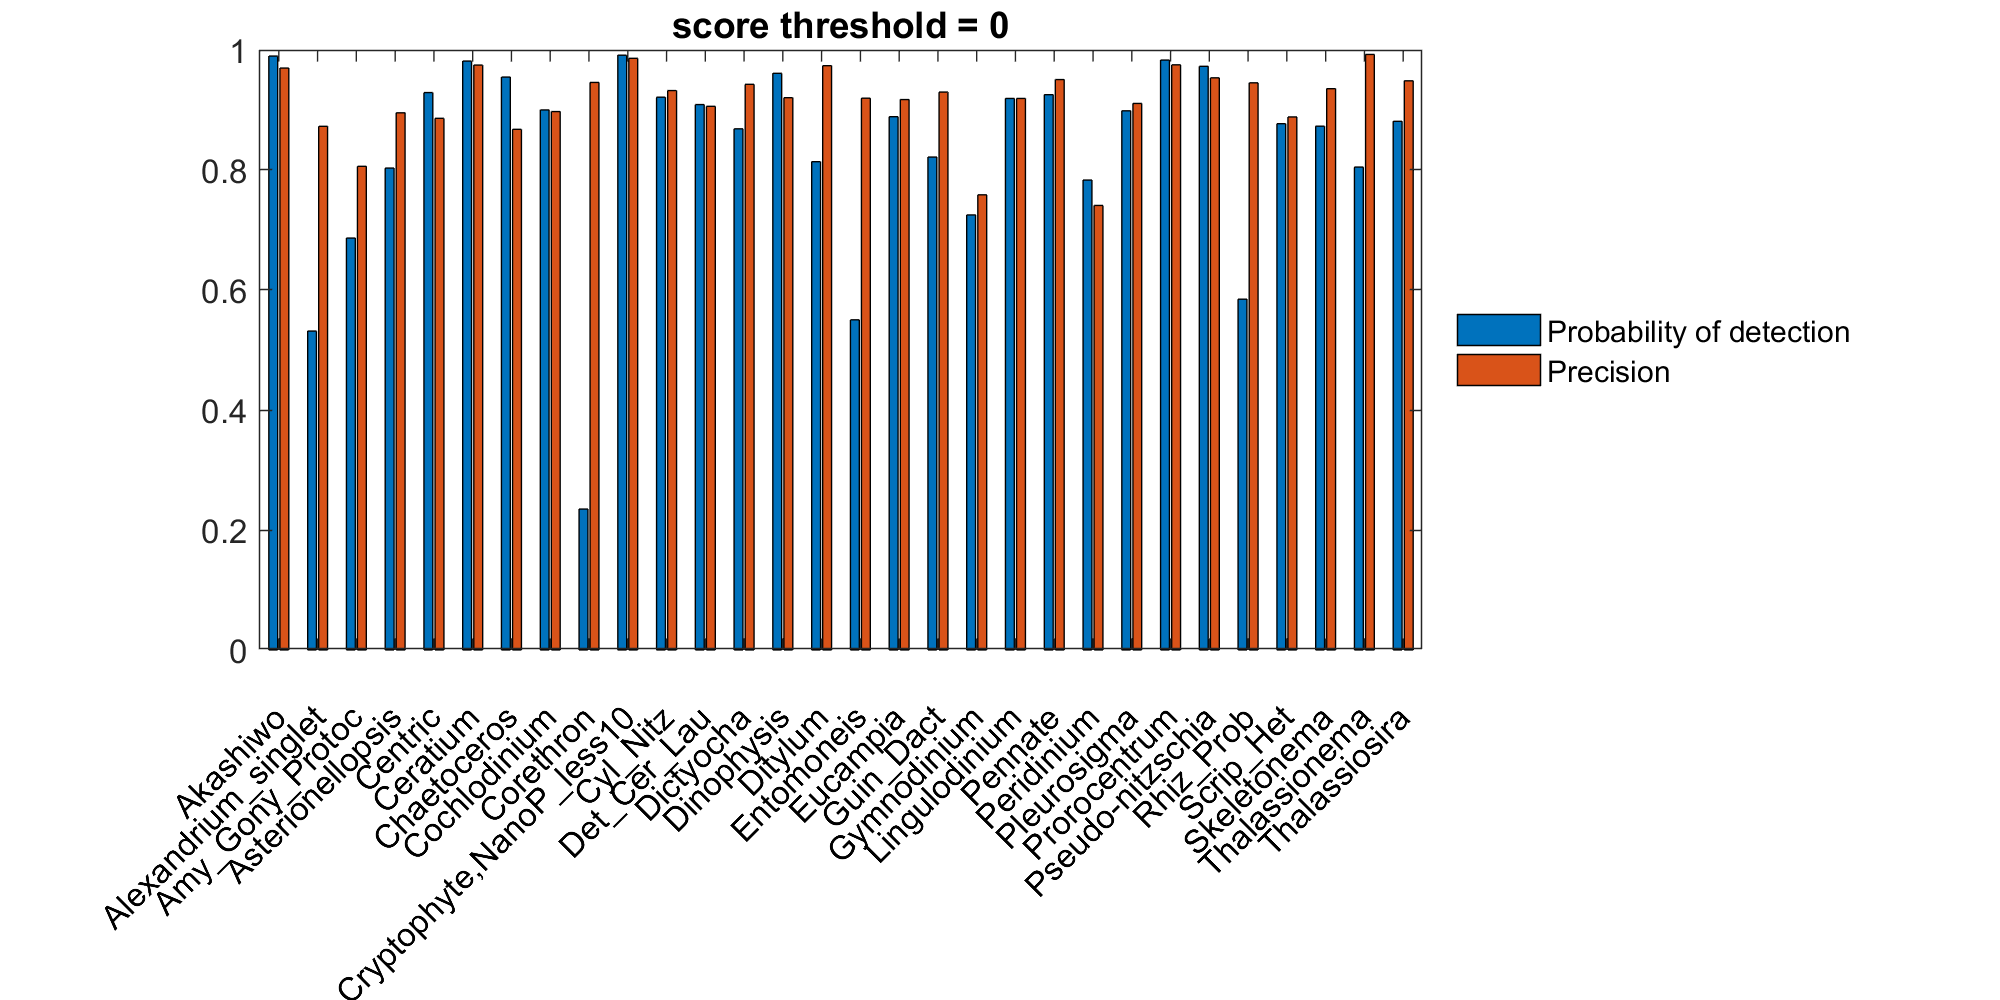 score threshold = 0
1
0.8
0.6
0.4
0.2
0
Probability of detection
Precision
Akashiwo
Alexandrium_singlet
Amy_Gony_Protoc
Asterionellopsis
Centric
Ceratium
Chaetoceros
Cochlodinium
Corethron
Cryptophyte,NanoP_less10
Cyl_Nitz
Det_Cer_Lau
Dictyocha
Dinophysis
Ditylum
Entomoneis
Eucampia
Guin_Dact
Gymnodinium
Lingulodinium
Pennate
Peridinium
Pleurosigma
Prorocentrum
Pseudo-nitzschia
Rhiz_Prob
Scrip_Het
Skeletonema
Thalassionema
Thalassiosira